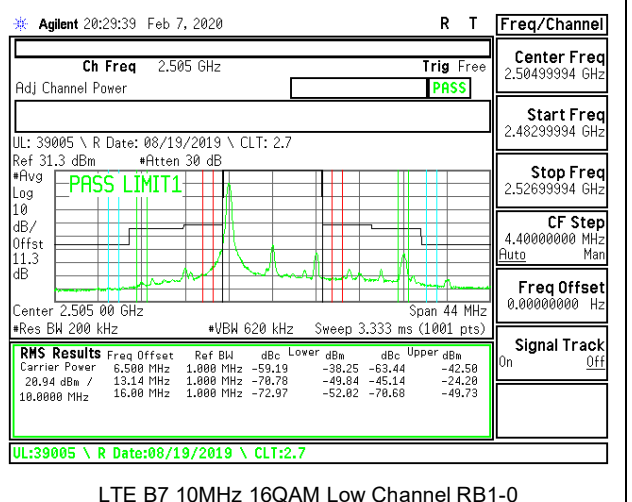 Agilent 20:29:39 Feb 7, 2020 R T
Freq/Channel
Ch Freq 2.505 GHz Trig Free
Adj Channel Power PASS
UL: 39005 \ R Date: 08/19/2019 \ CLT: 2.7
Ref 31.3 dBm #Atten 30 dB
#Avg
Log
10
dB/
Offst
11.3
dB
PASS LIMIT1
Center 2.505 00 GHz Span 44 MHz
#Res BW 200 kHz #VBW 620 kHz Sweep 3.333 ms (1001 pts)
RMS Results Freq Offset Ref BW dBc Lower dBm dBc Upper dBm
Carrier Power 6.500 MHz 1.000 MHz -59.19 -38.25 -63.44 -42.50
20.94 dBm / 13.14 MHz 1.000 MHz -70.78 -49.84 -45.14 -24.20
10.0000 MHz 16.00 MHz 1.000 MHz -72.97 -52.02 -70.68 -49.73
UL:39005 \ R Date:08/19/2019 \ CLT:2.7
Center Freq
2.50499994 GHz
Start Freq
2.48299994 GHz
Stop Freq
2.52699994 GHz
CF Step
4.40000000 MHz
Auto Man
Freq Offset
0.00000000 Hz
Signal Track
On Off
LTE B7 10MHz 16QAM Low Channel RB1-0